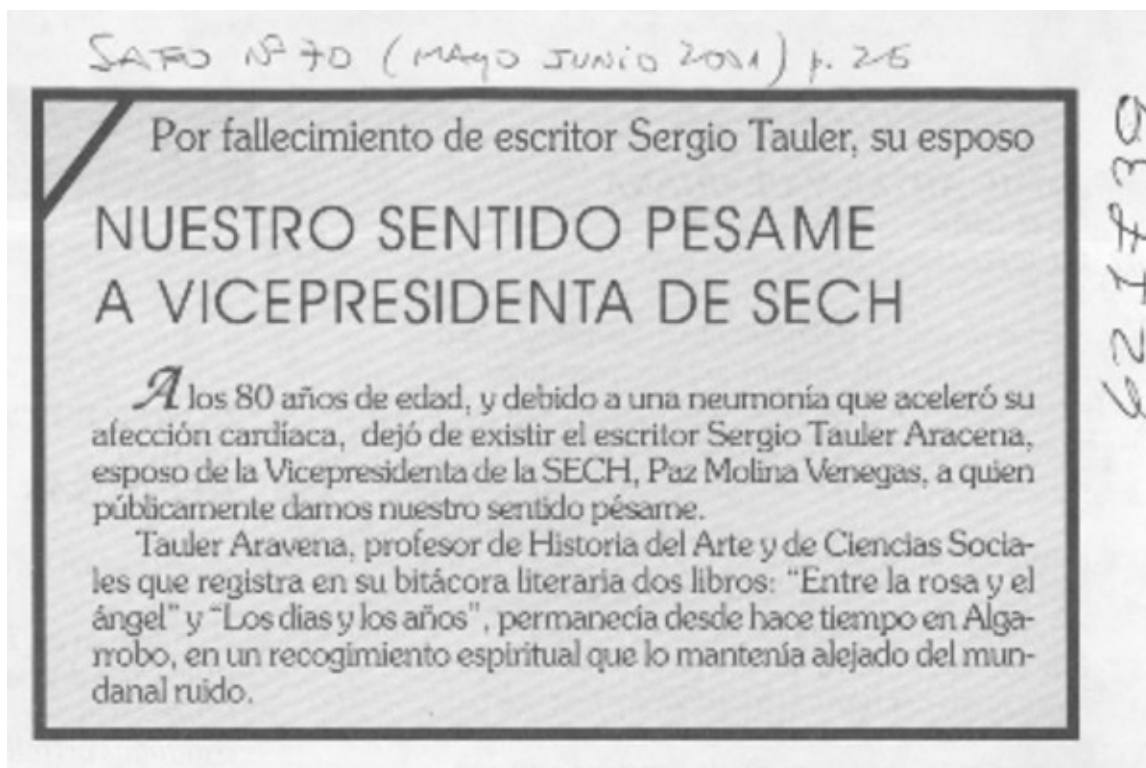 SAFO Nº 70 (MAYO JUNIO 2001) p. 26
Por fallecimiento de escritor Sergio Tauler, su esposo
NUESTRO SENTIDO PESAME
A VICEPRESIDENTA DE SECH
A los 80 años de edad, y debido a una neumonía que aceleró su
afección cardíaca, dejó de existir el escritor Sergio Tauler Aracena,
esposo de la Vicepresidenta de la SECH, Paz Molina Venegas, a quien
públicamente damos nuestro sentido pésame.
Tauler Aravena, profesor de Historia del Arte y de Ciencias Socia-
les que registra en su bitácora literaria dos libros: "Entre la rosa y el
ángel" y "Los dias y los años", permanecía desde hace tiempo en Alga-
rrobo, en un recogimiento espiritual que lo mantenía alejado del mun-
danal ruido.